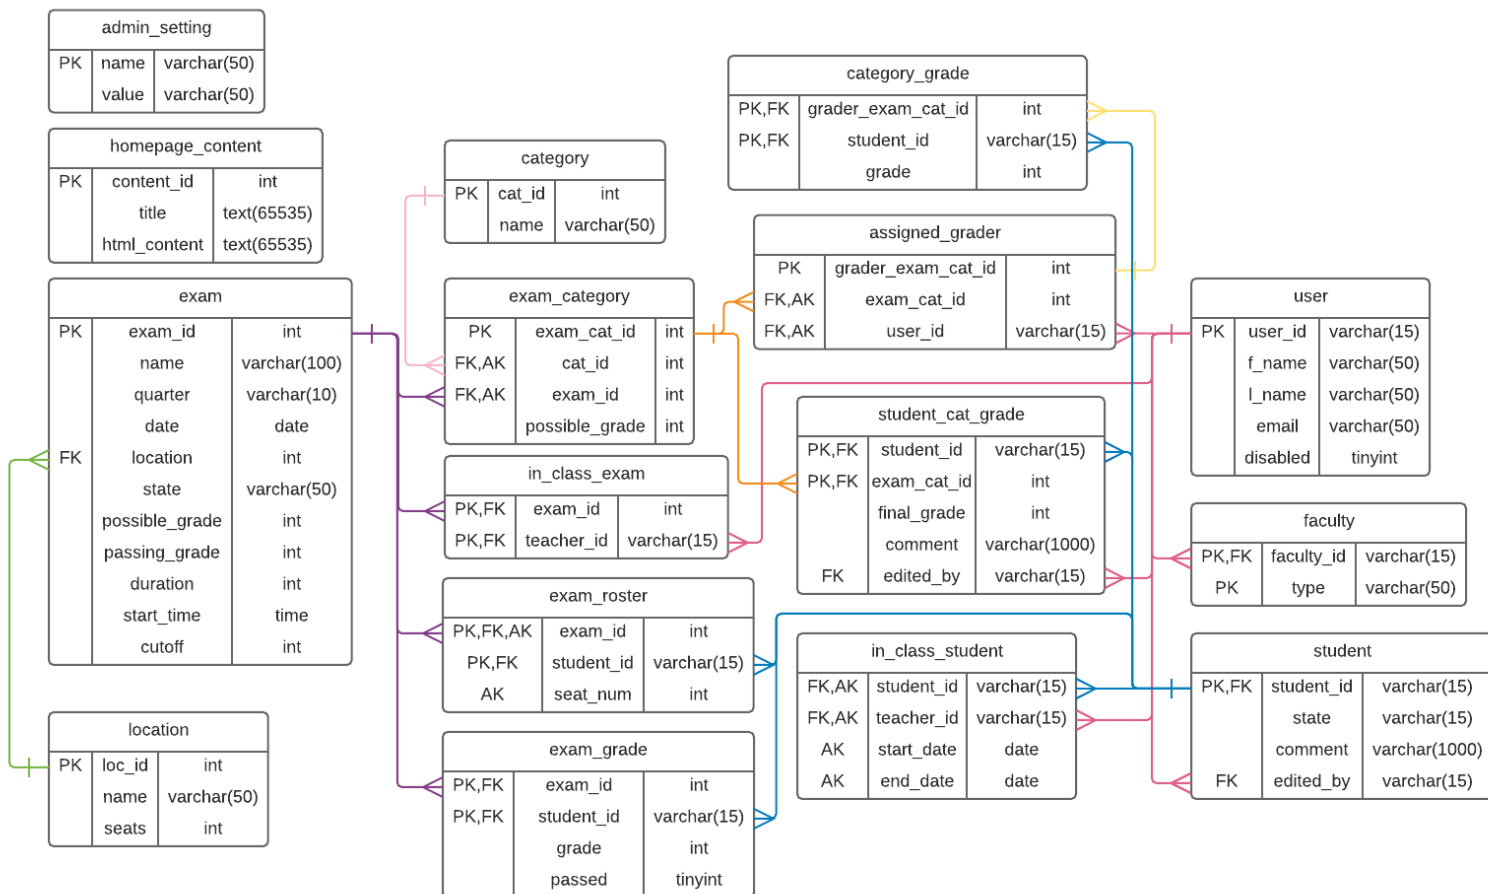 admin_setting
PK name varchar(50)
value varchar(50)
homepage_content
PK content_id int
title text(65535)
html_content text(65535)
exam
PK exam_id int
name varchar(100)
quarter varchar(10)
date date
FK location int
state varchar(50)
possible_grade int
passing_grade int
duration int
start_time time
cutoff int
location
PK loc_id int
name varchar(50)
seats int
category
PK cat_id int
name varchar(50)
exam_category
PK exam_cat_id int
FK,AK cat_id int
FK,AK exam_id int
possible_grade int
in_class_exam
PK,FK exam_id int
PK,FK teacher_id varchar(15)
exam_roster
PK,FK,AK exam_id int
PK,FK student_id varchar(15)
AK seat_num int
exam_grade
PK,FK exam_id int
PK,FK student_id varchar(15)
grade int
passed tinyint
category_grade
PK,FK grader_exam_cat_id int
PK,FK student_id varchar(15)
grade int
assigned_grader
PK grader_exam_cat_id int
FK,AK exam_cat_id int
FK,AK user_id varchar(15)
student_cat_grade
PK,FK student_id varchar(15)
PK,FK exam_cat_id int
final_grade int
comment varchar(1000)
FK edited_by varchar(15)
in_class_student
FK,AK student_id varchar(15)
FK,AK teacher_id varchar(15)
AK start_date date
AK end_date date
user
PK user_id varchar(15)
f_name varchar(50)
l_name varchar(50)
email varchar(50)
disabled tinyint
faculty
PK,FK faculty_id varchar(15)
PK type varchar(50)
student
PK,FK student_id varchar(15)
state varchar(15)
comment varchar(1000)
FK edited_by varchar(15)